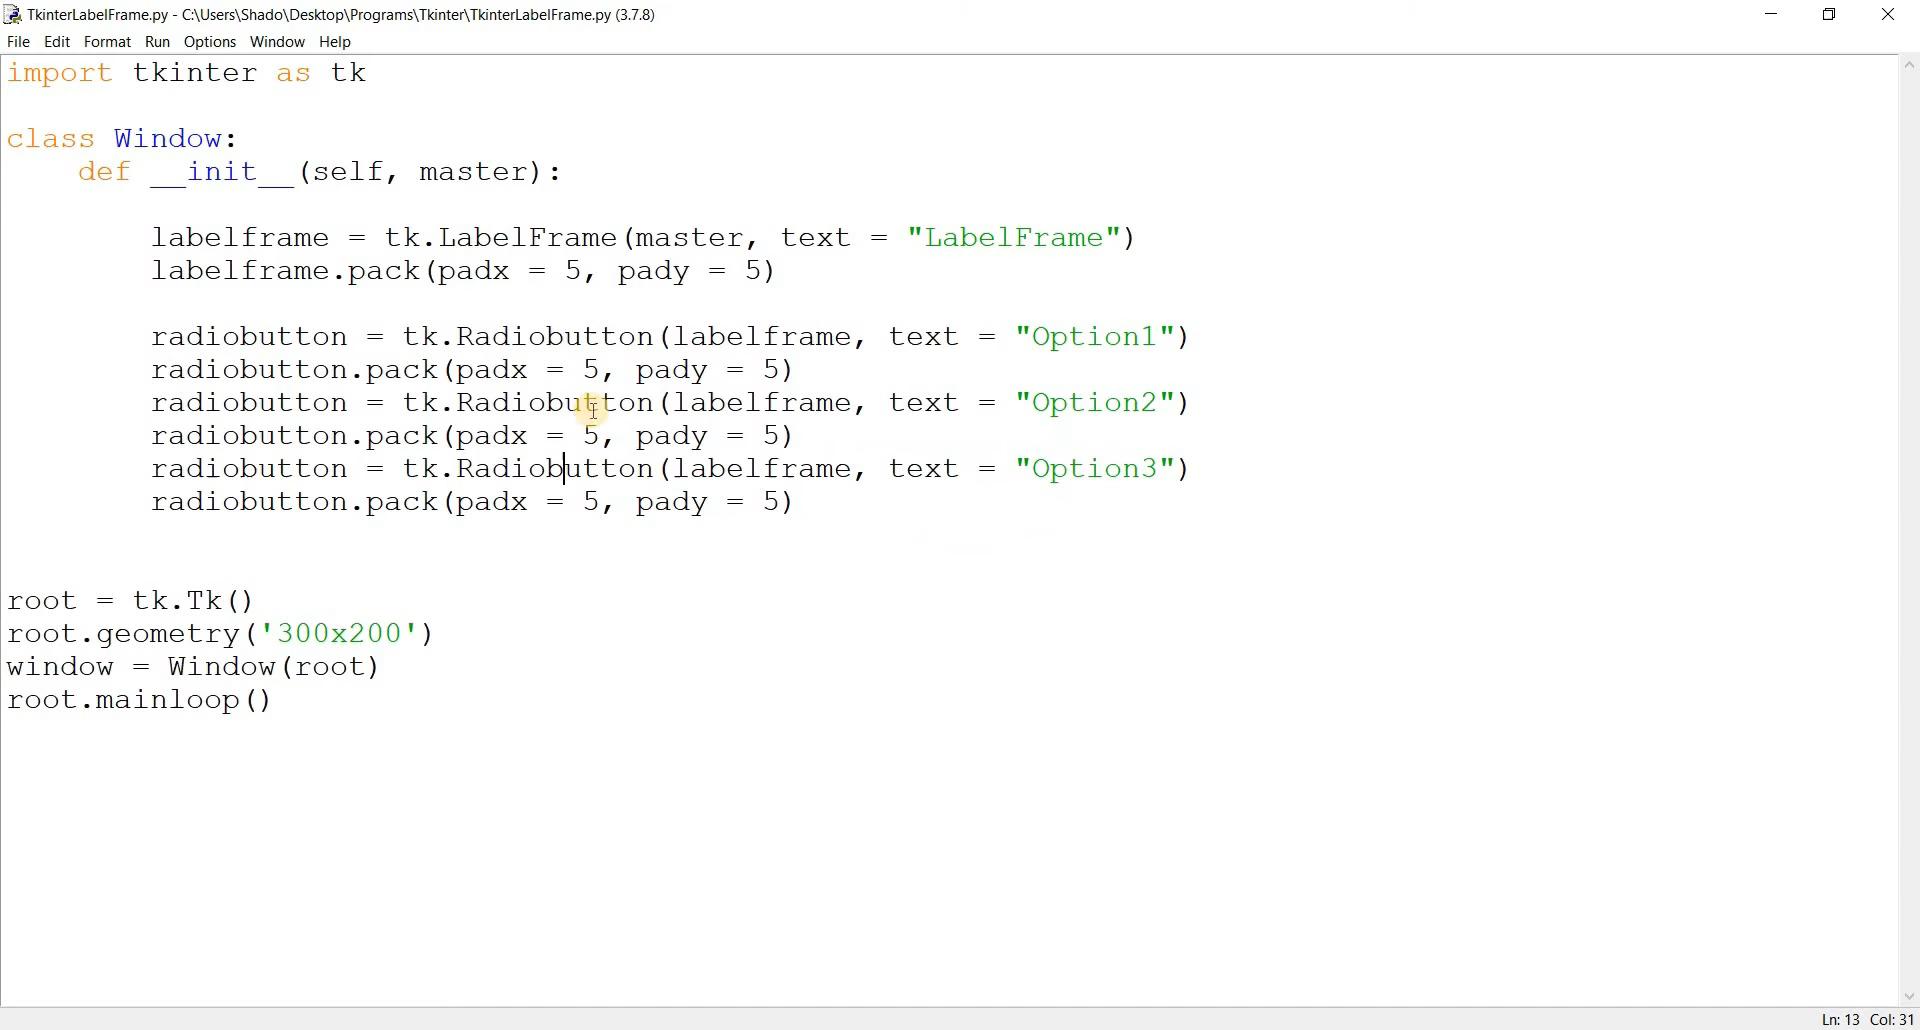 TkinterLabelFrame.py - C:\Users\Shado\Desktop\Programs\Tkinter\TkinterLabelFrame.py (3.7.8)
File Edit Format Run Options Window Help
import tkinter as tk
class Window:
    def __init__(self, master):
        labelframe = tk.LabelFrame(master, text = "LabelFrame")
        labelframe.pack(padx = 5, pady = 5)
        radiobutton = tk.Radiobutton(labelframe, text = "Option1")
        radiobutton.pack(padx = 5, pady = 5)
        radiobutton = tk.Radiobutton(labelframe, text = "Option2")
        radiobutton.pack(padx = 5, pady = 5)
        radiobutton = tk.Radiobutton(labelframe, text = "Option3")
        radiobutton.pack(padx = 5, pady = 5)
root = tk.Tk()
root.geometry('300x200')
window = Window(root)
root.mainloop()
Ln: 13 Col: 31